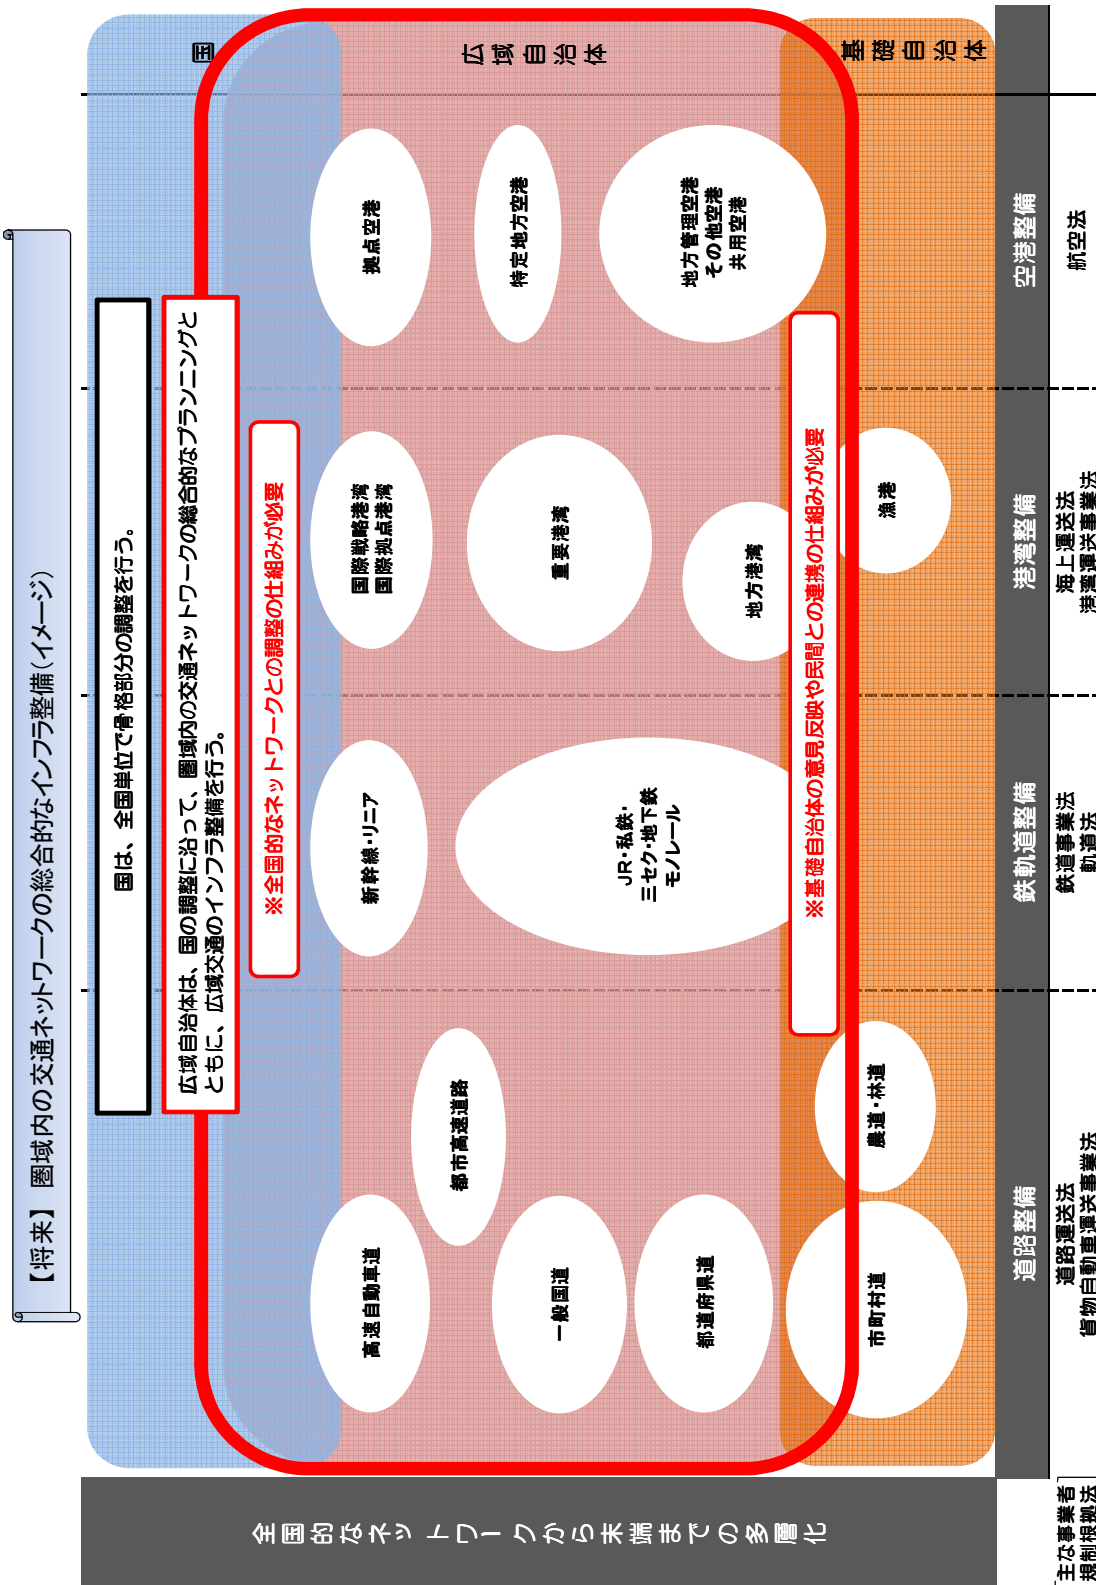 【将来】 圏域内の交通ネットワークの総合的なインフラ整備(イメージ)
国は、全国単位で骨格部分の調整を行う。
広域自治体は、国の調整に沿って、圏域内の交通ネットワークの総合的なプランニングと
ともに、広域交通のインフラ整備を行う。
※全国的なネットワークとの調整の仕組みが必要
国
広域自治体
基礎自治体
全国的なネットワークから末端までの多層化
高速自動車道
都市高速道路
一般国道
都道府県道
市町村道
農道・林道
新幹線・リニア
JR・私鉄・
三セク・地下鉄
モノレール
国際戦略港湾
国際拠点港湾
重要港湾
地方港湾
漁港
拠点空港
特定地方空港
地方管理空港
その他空港
共用空港
※基礎自治体の意見反映や民間との連携の仕組みが必要
道路整備
鉄軌道整備
港湾整備
空港整備
主な事業者
規制根拠法
道路運送法
貨物自動車運送事業法
鉄道事業法
軌道法
海上運送法
港湾運送事業法
航空法